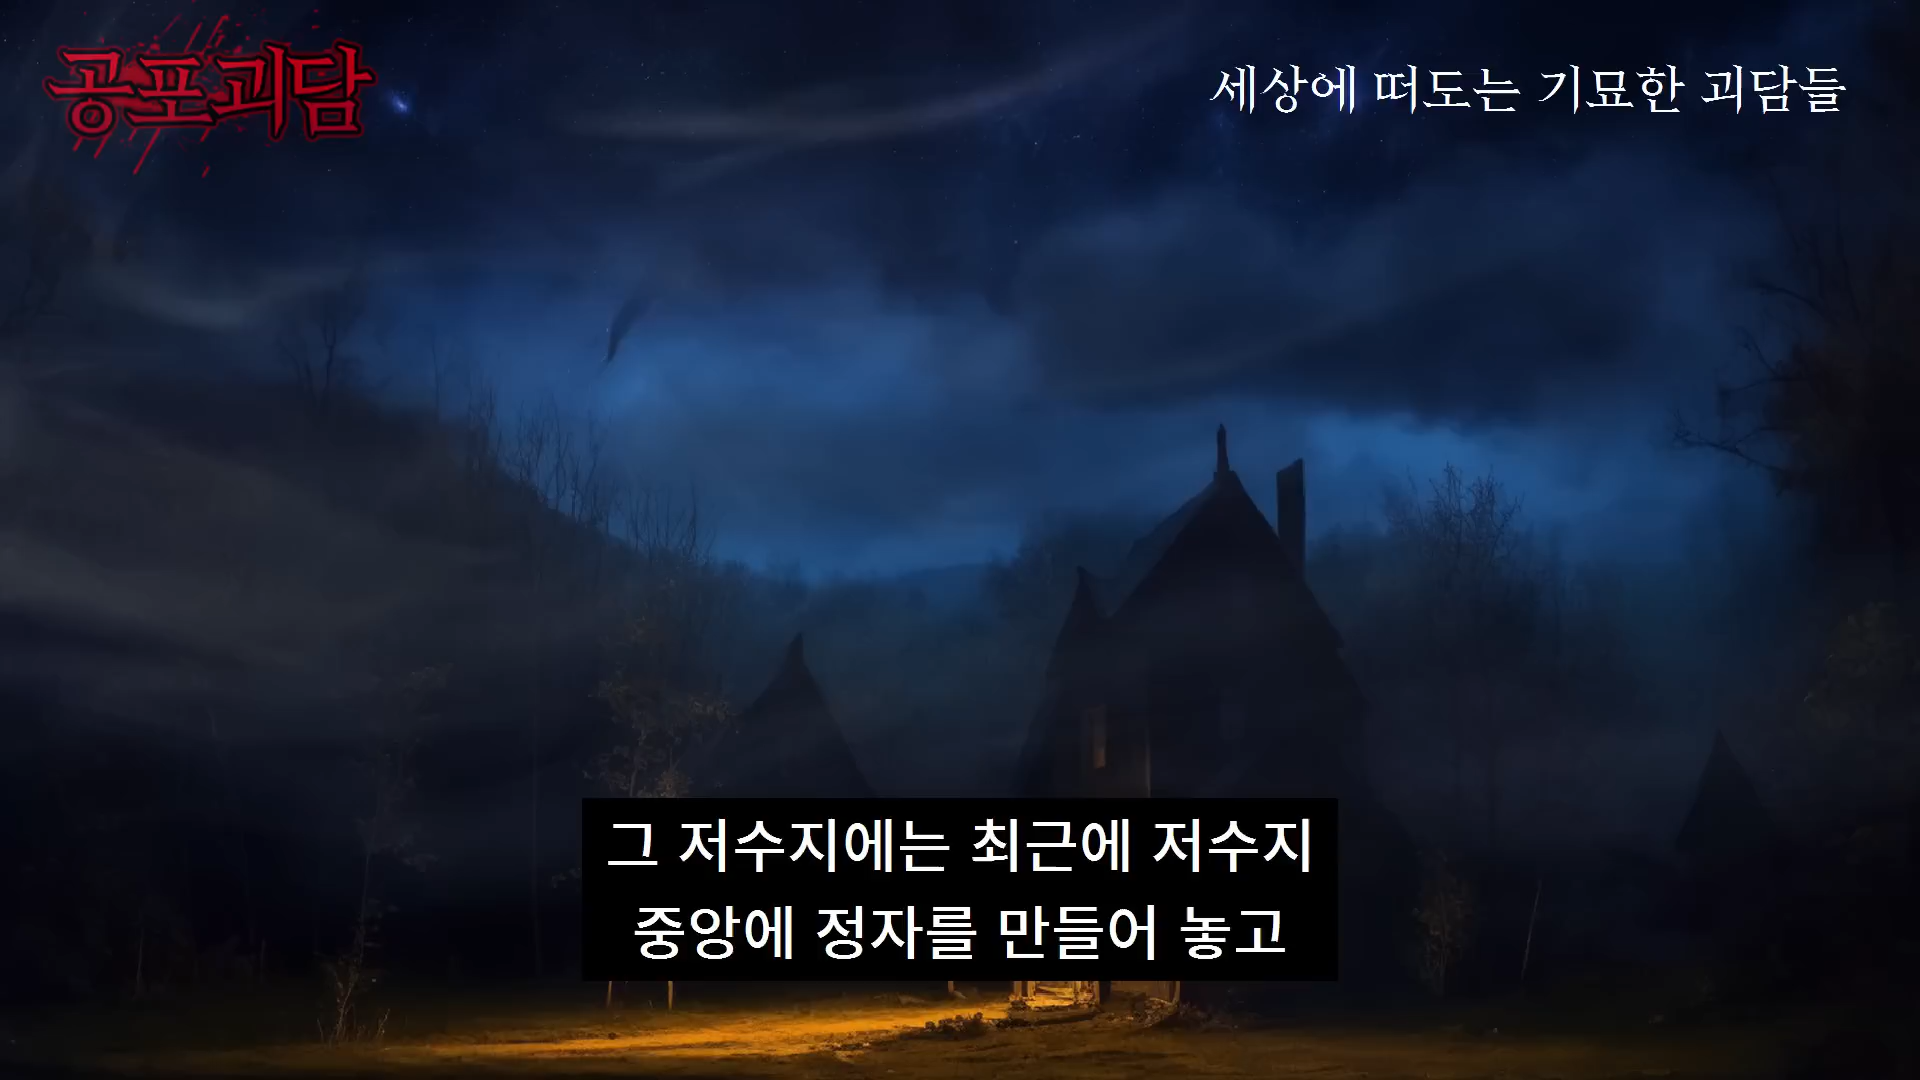 공포괴담
세상에 떠도는 기묘한 괴담들
그 저수지에는 최근에 저수지
중앙에 정자를 만들어 놓고